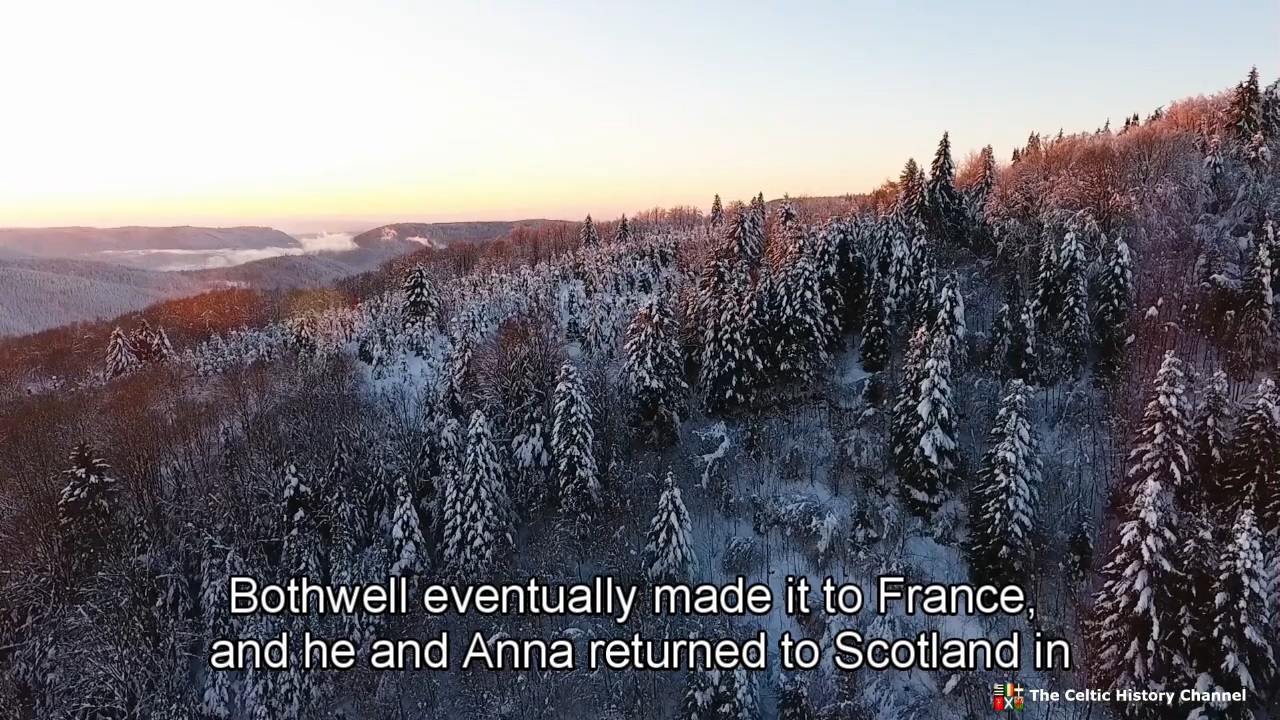 Bothwell eventually made it to France,
and he and Anna returned to Scotland in
The Celtic History Channel